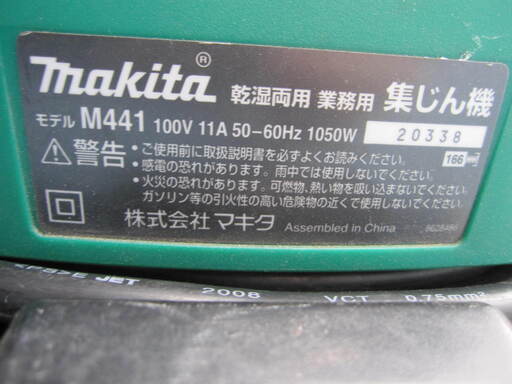 makita®
乾湿両用 業務用 集じん機
モデル M441 100V 11A 50-60Hz 1050W 20338
警告 ・ご使用前に取扱説明書を必ずよくお読みください。
・感電の恐れがあります。雨中では使用しないでください。
・火災の恐れがあります。可燃物、熱い物を吸い込まないでください。
ガソリン等の引火性の高い危険物の近くで使用しないでください。
166
株式会社 マキタ Assembled in China
JET 2008 VCT 0.75mm²